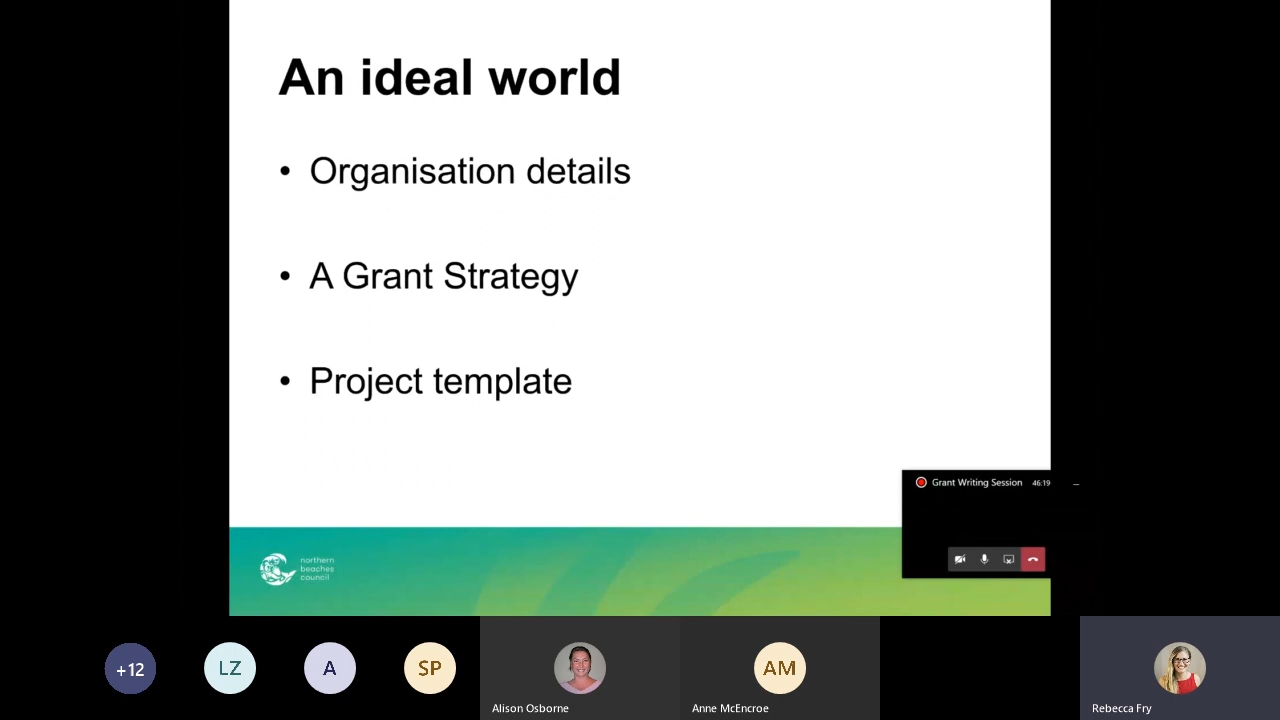 An ideal world
• Organisation details
• A Grant Strategy
• Project template
Grant Writing Session 46:19
northern
beaches
council
+12
LZ
A
SP
AM
Alison Osborne
Anne McEncroe
Rebecca Fry